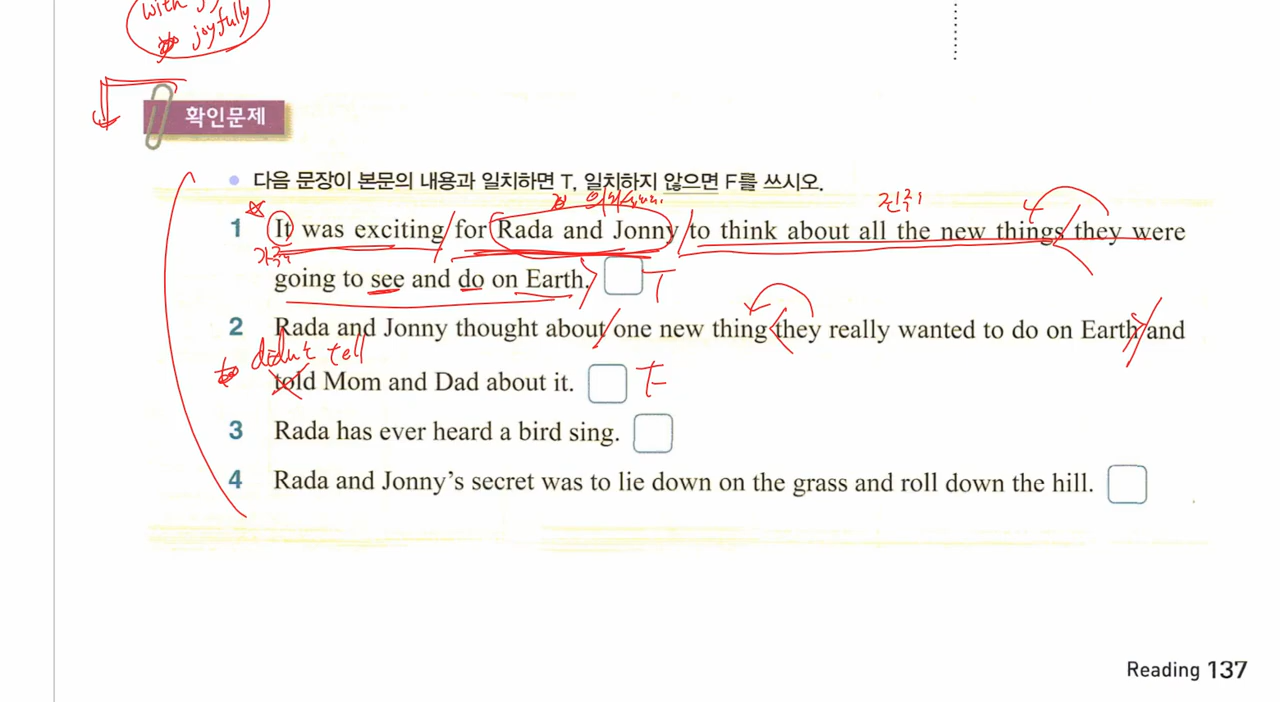 with
joyfully
확인문제
다음 문장이 본문의 내용과 일치하면 T, 일치하지 않으면 F를 쓰시오.
진주어
1 It was exciting for Rada and Jonny to think about all the new things they were
going to see and do on Earth. T
2 Rada and Jonny thought about one new thing they really wanted to do on Earth and
didn't tell
told Mom and Dad about it. F
3 Rada has ever heard a bird sing.
4 Rada and Jonny's secret was to lie down on the grass and roll down the hill.
Reading 137